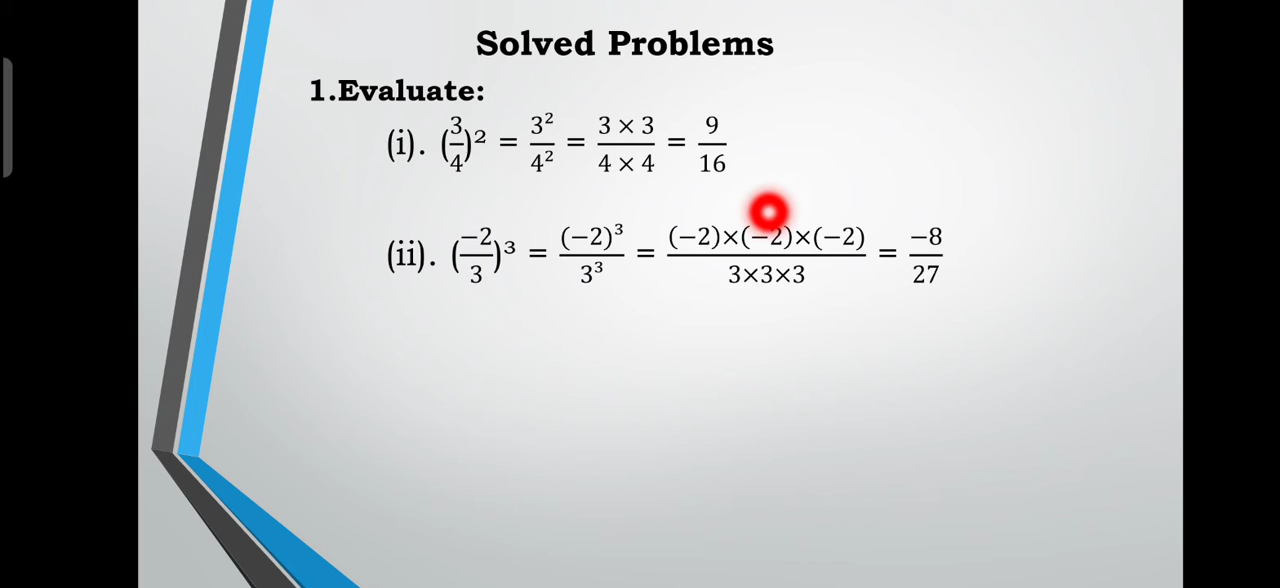 Solved Problems
1.Evaluate:
(i). (3/4)² = 3²/4² = 3 × 3/4 × 4 = 9/16
(ii). (−2/3)³ = (−2)³/3³ = (−2)×(−2)×(−2)/3×3×3 = −8/27